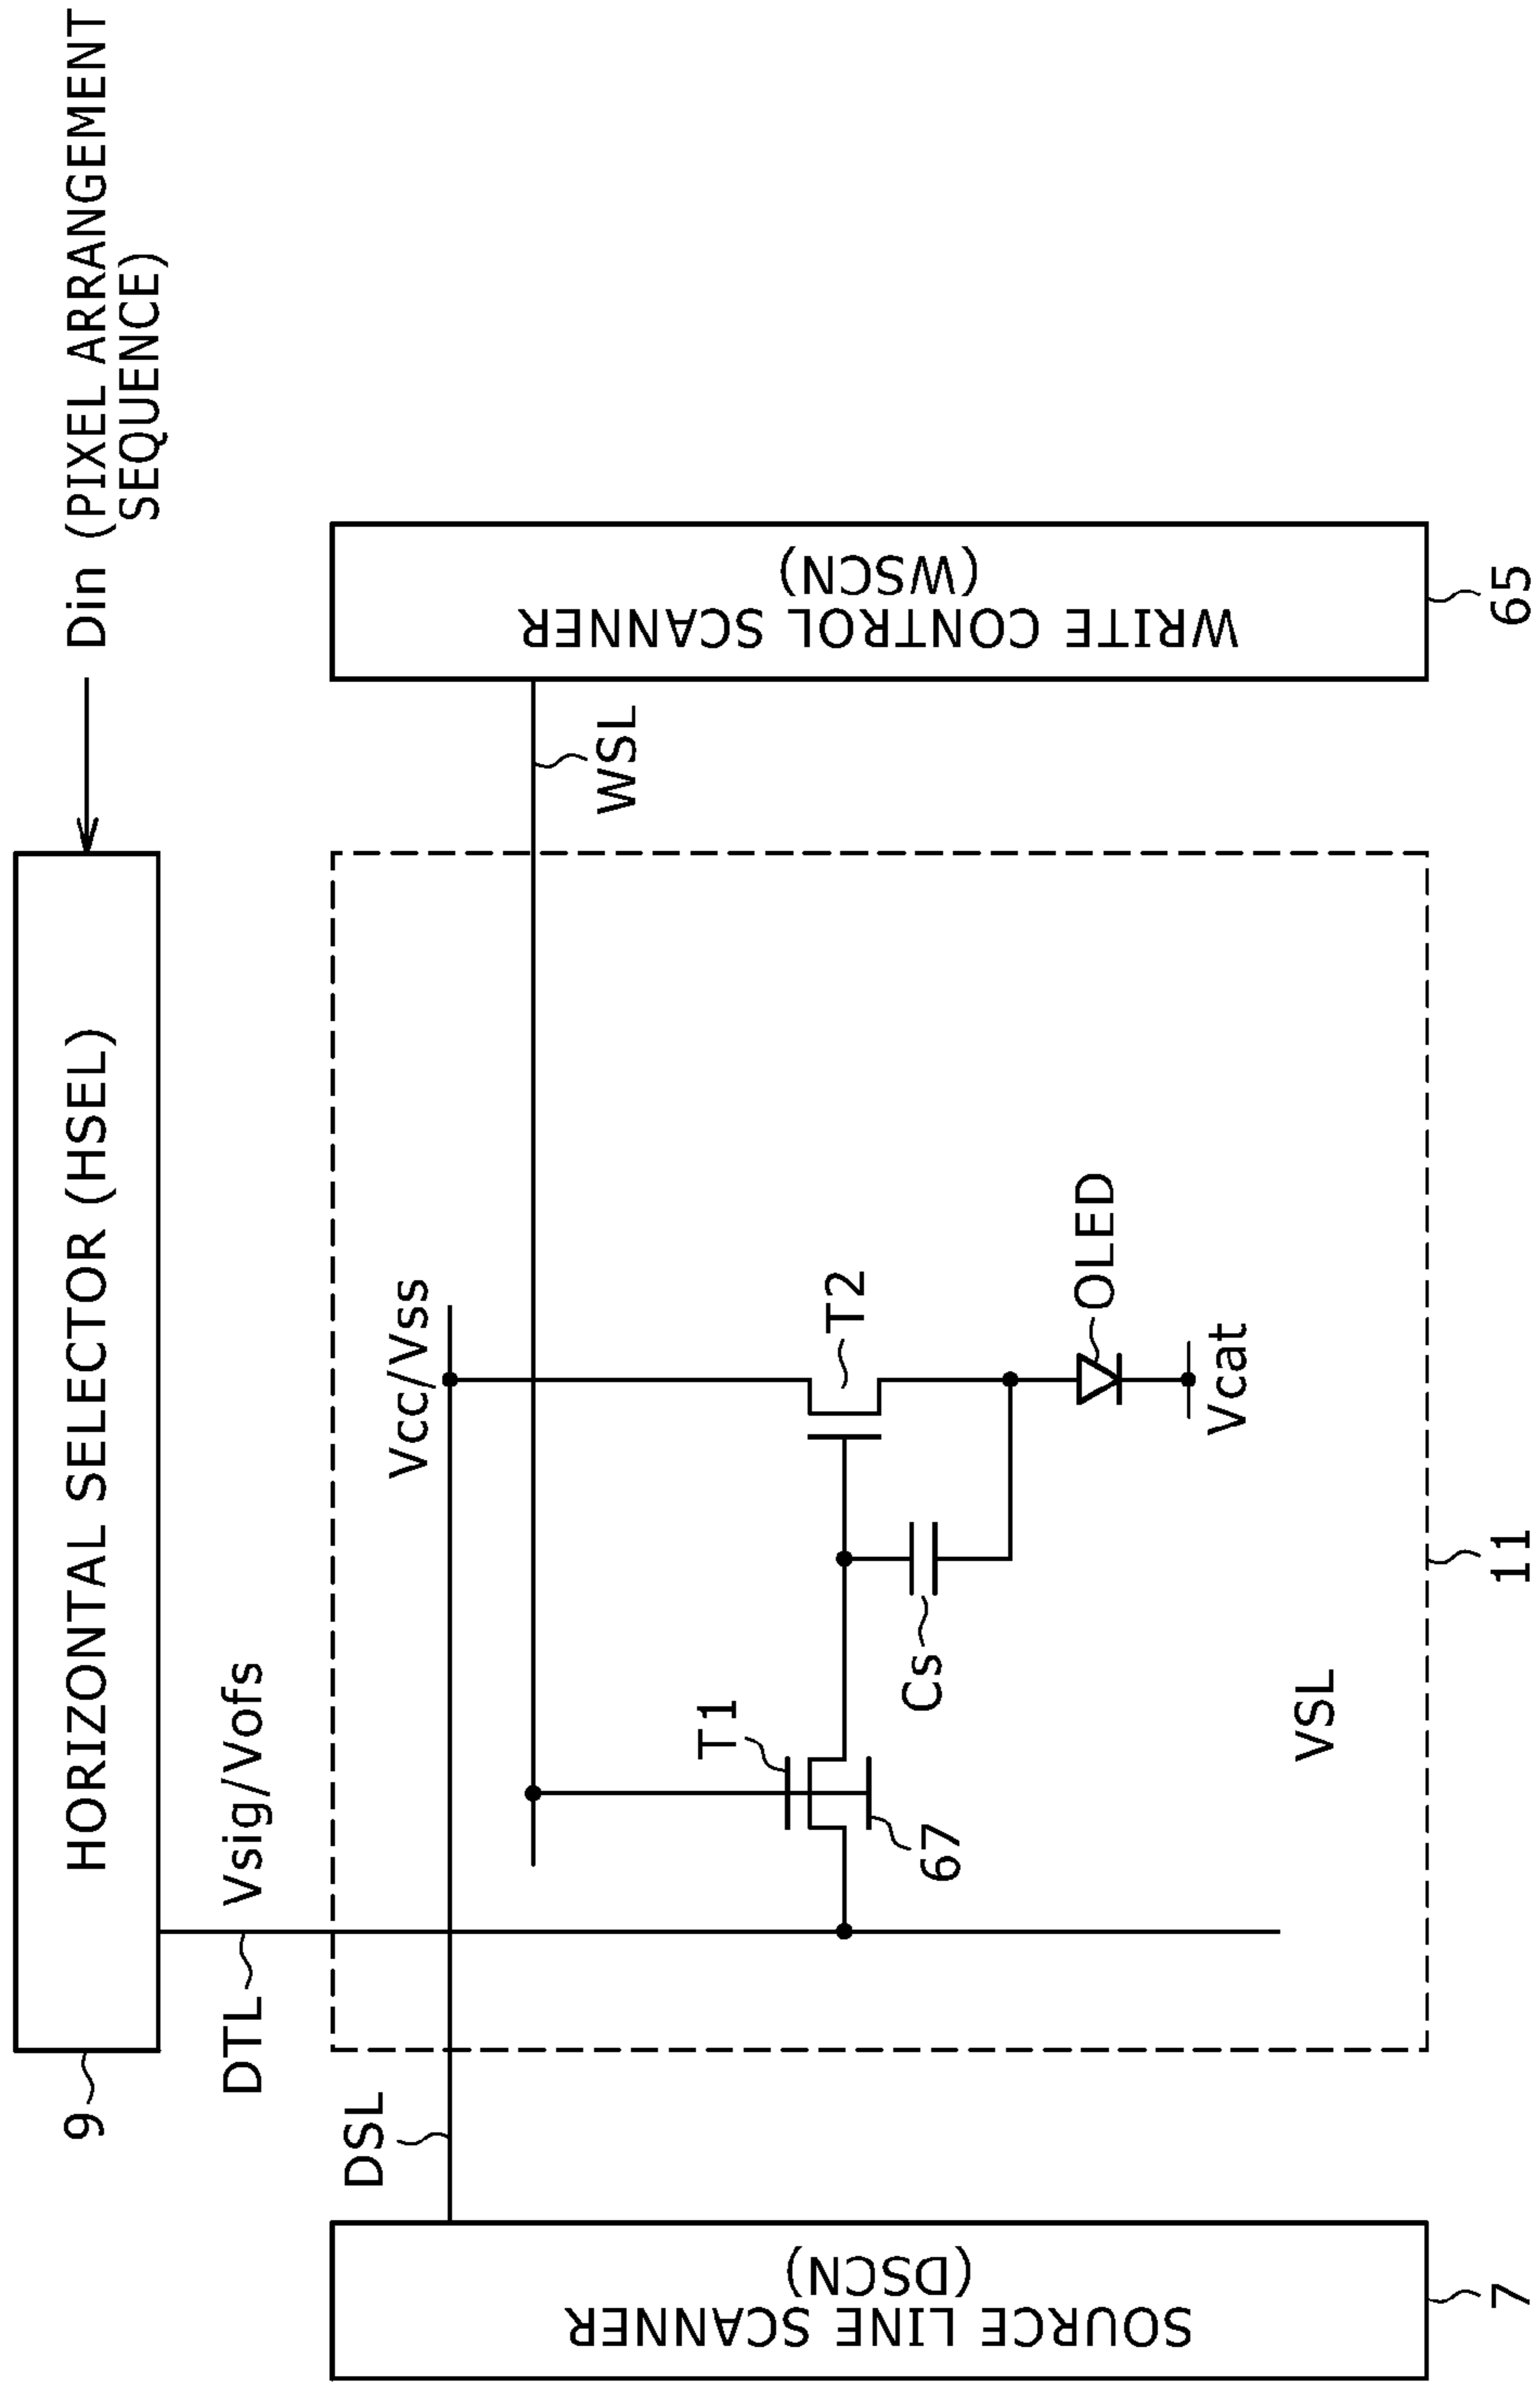 Din (PIXEL ARRANGEMENT
SEQUENCE)
HORIZONTAL SELECTOR (HSEL)
9
DTL
Vsig/Vofs
DSL
Vcc/Vss
WSL
SOURCE LINE SCANNER
(DSCN)
WRITE CONTROL SCANNER
(WSCN)
T1
67
Cs
T2
OLED
Vcat
VSL
7
11
65